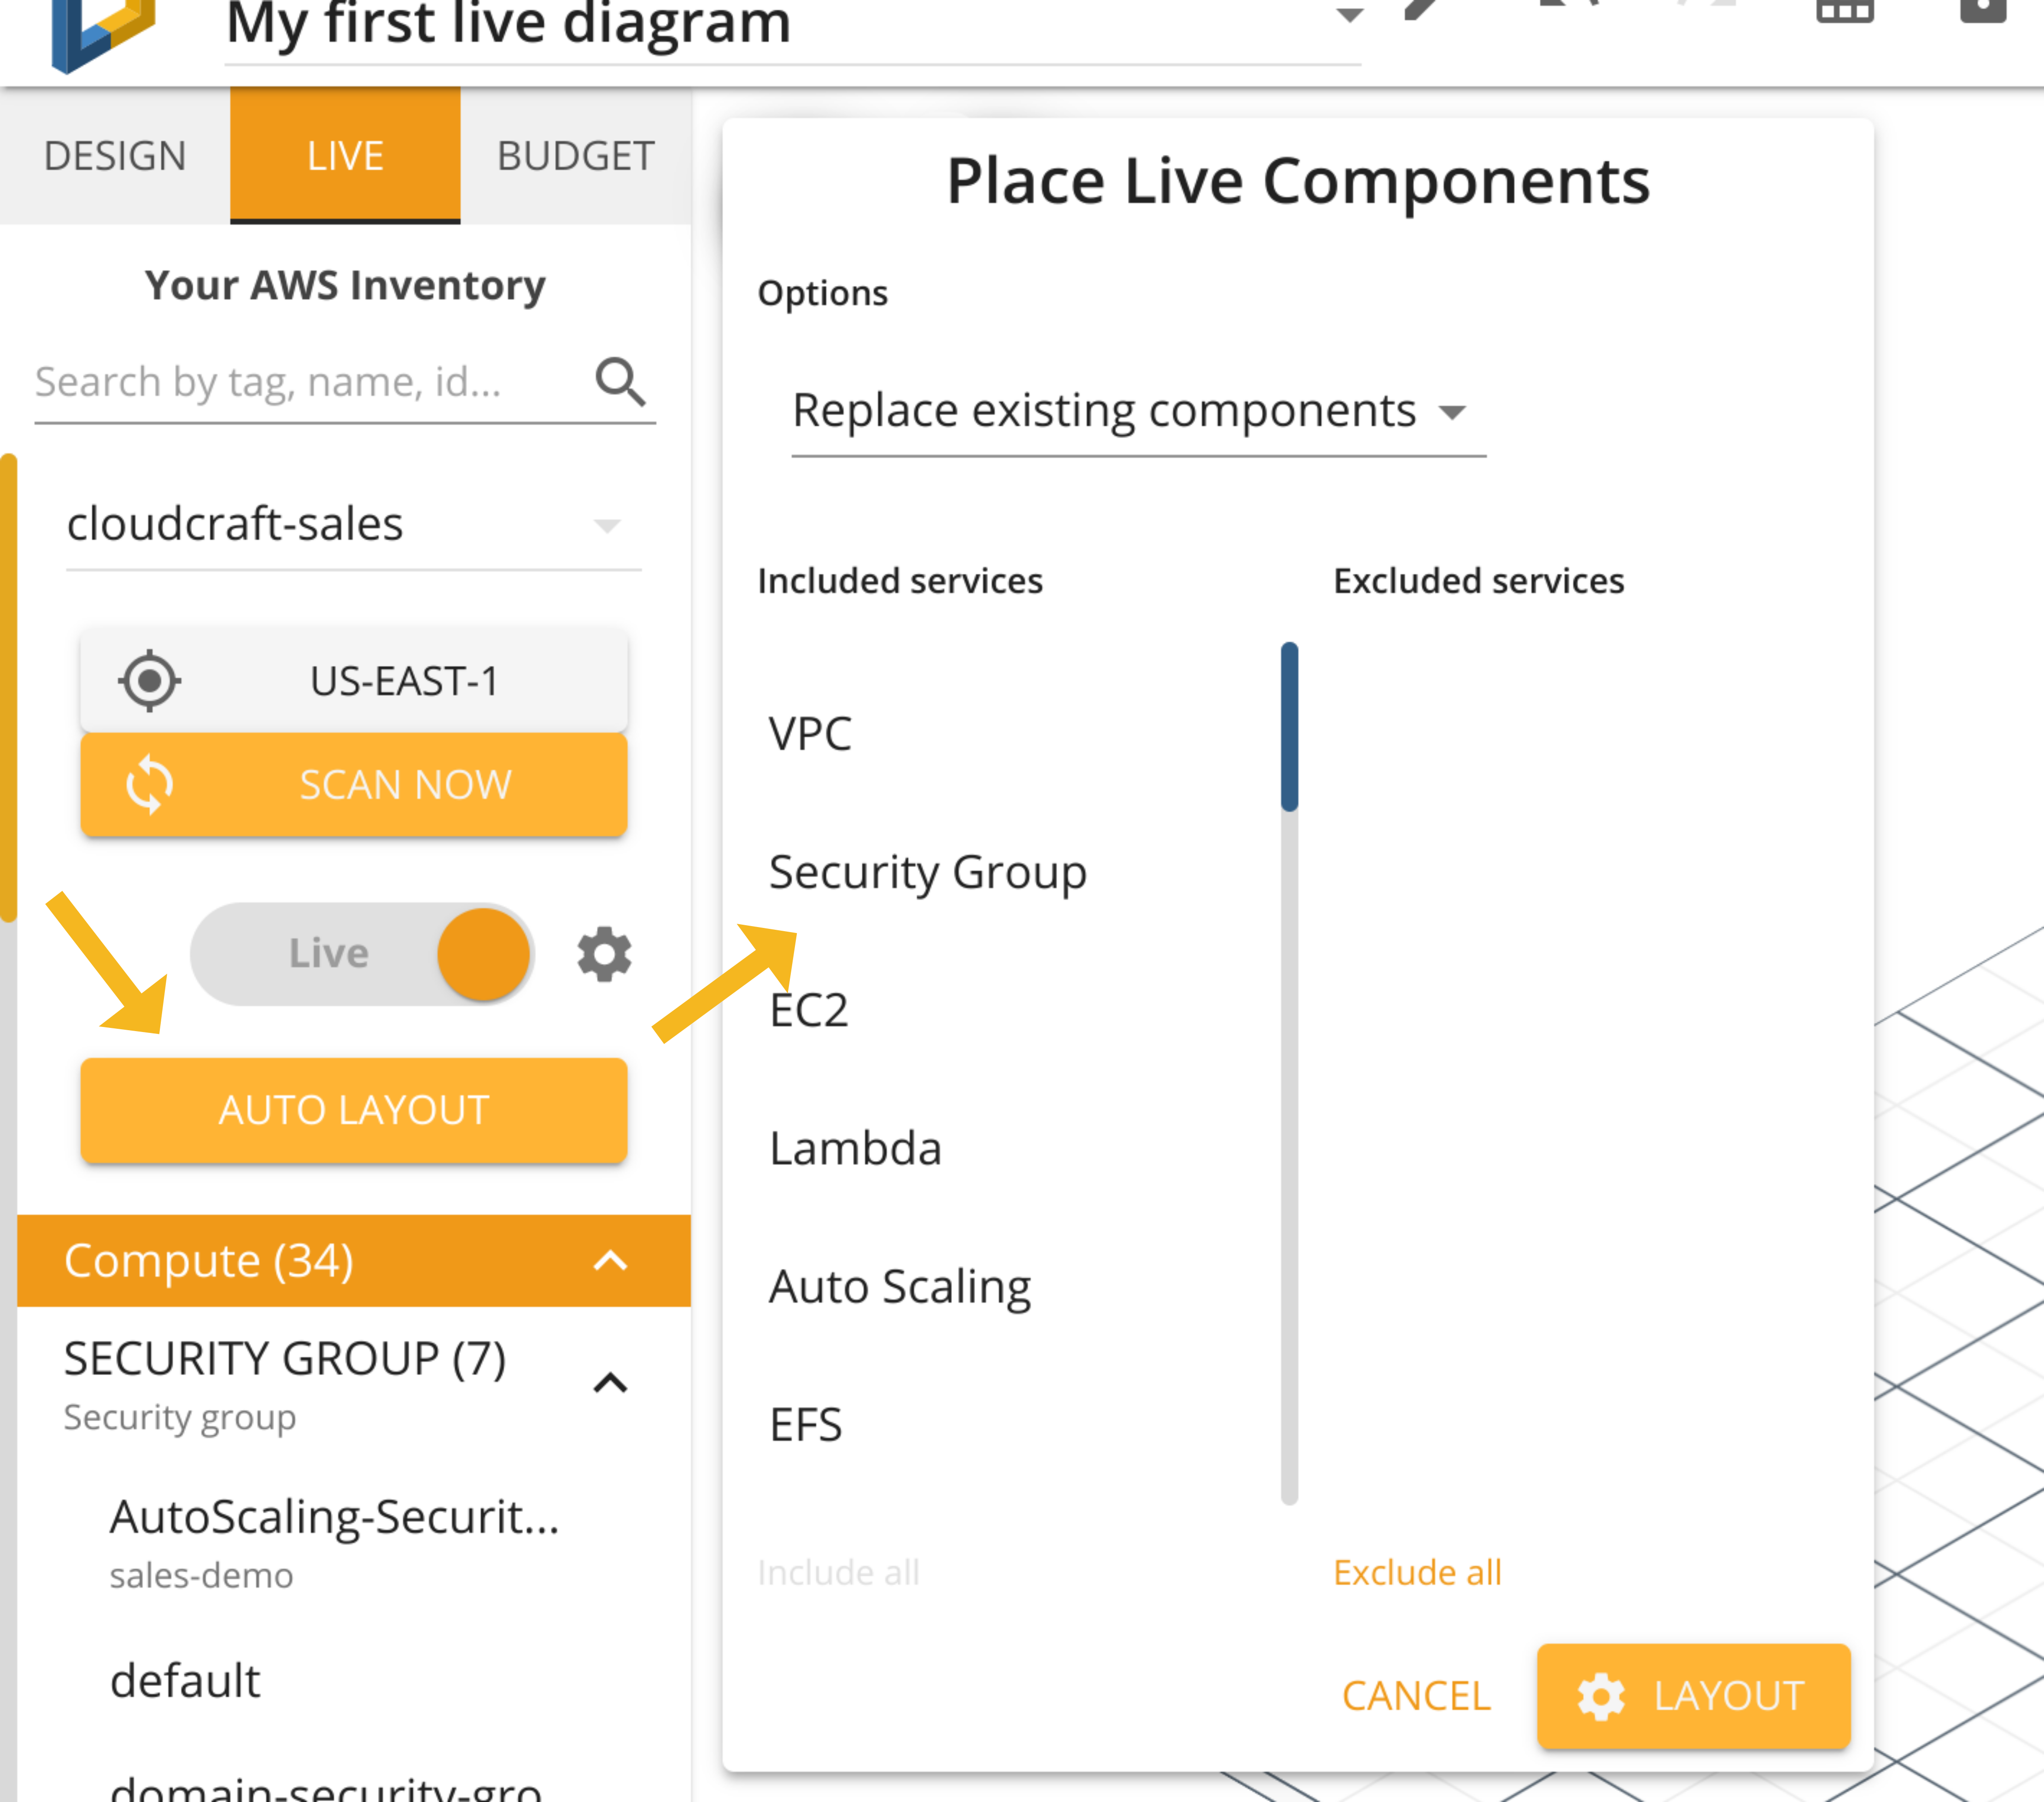 My first live diagram
DESIGN
LIVE
BUDGET
Your AWS Inventory
Search by tag, name, id...
cloudcraft-sales
US-EAST-1
SCAN NOW
Live
AUTO LAYOUT
Compute (34)
SECURITY GROUP (7)
Security group
AutoScaling-Securit...
sales-demo
default
domain-security-gro
Place Live Components
Options
Replace existing components
Included services
Excluded services
VPC
Security Group
EC2
Lambda
Auto Scaling
EFS
Include all
Exclude all
CANCEL
LAYOUT